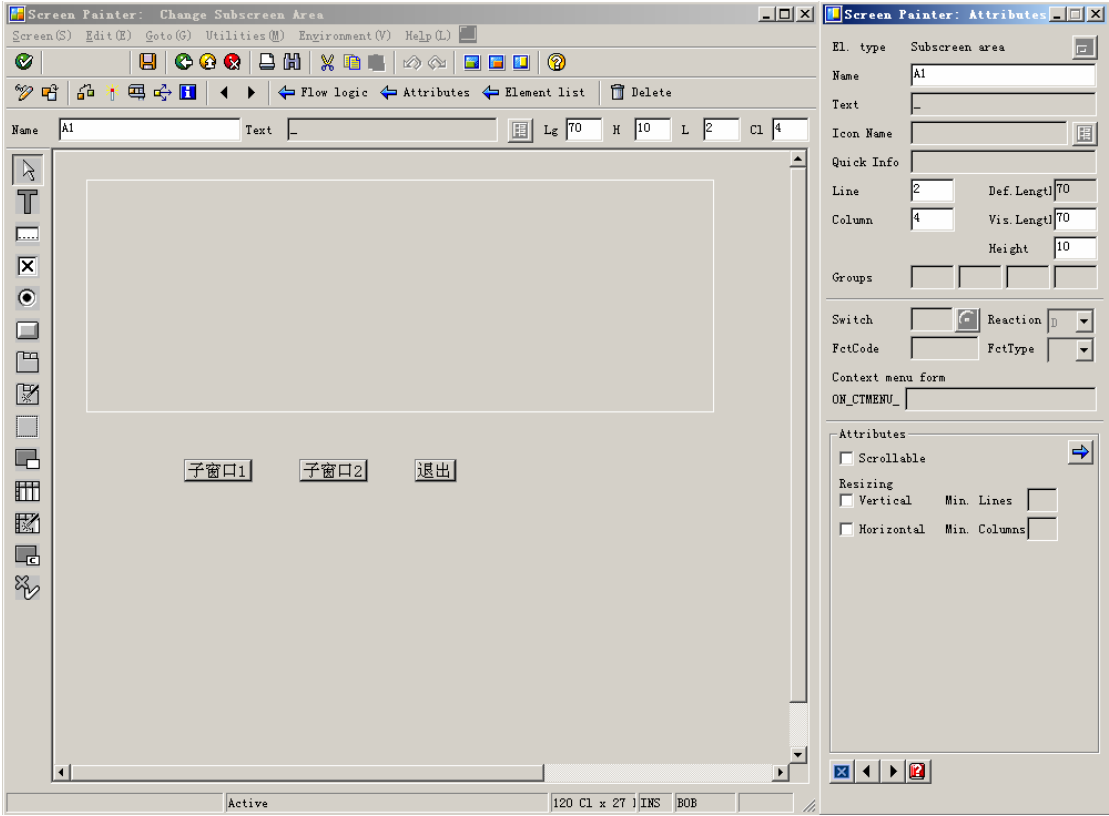 Screen Painter: Change Subscreen Area
Screen(S) Edit(E) Goto(G) Utilities(M) Environment(V) Help(L)
Flow logic Attributes Element list Delete
Name A1 Text _ Lg 70 H 10 L 2 Cl 4
子窗口1 子窗口2 退出
Active 120 Cl x 27 l INS BOB
Screen Painter: Attributes
El. type Subscreen area
Name A1
Text _
Icon Name
Quick Info
Line 2 Def.Lengtl 70
Column 4 Vis.Lengtl 70
Height 10
Groups
Switch Reaction D
FctCode FctType
Context menu form
ON_CTMENU_
Attributes
Scrollable
Resizing
Vertical Min. Lines
Horizontal Min. Columns